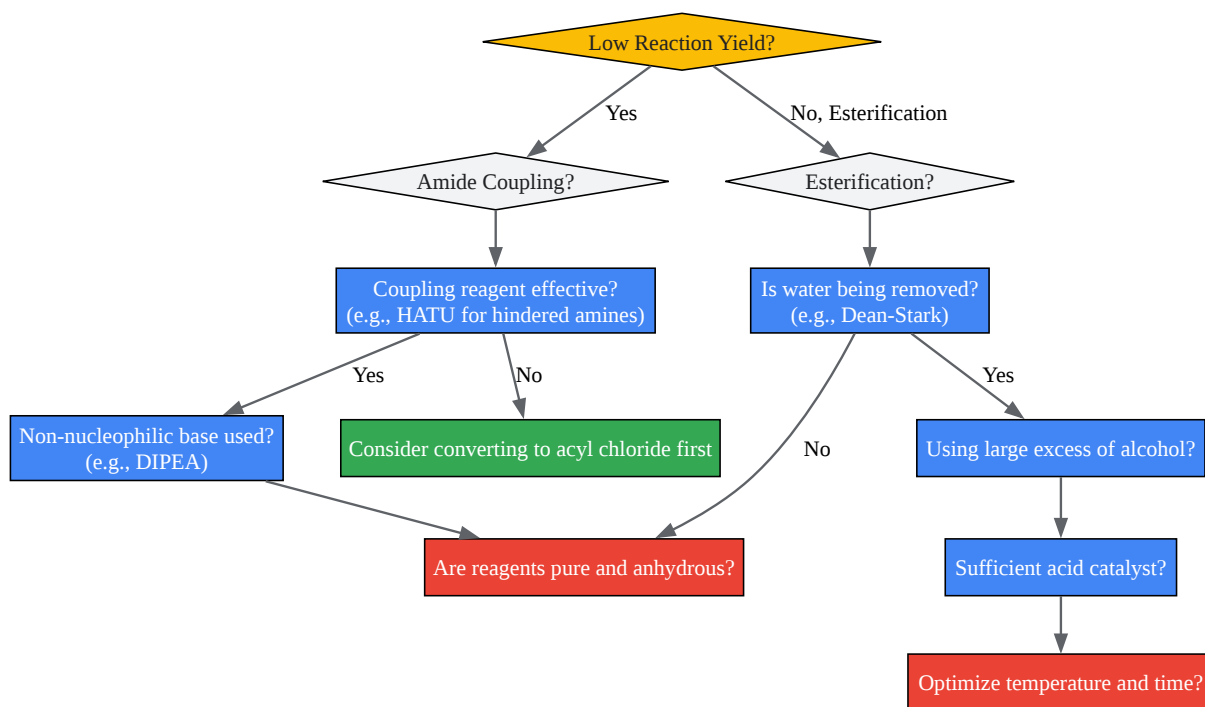 Low Reaction Yield?
Yes
No, Esterification
Amide Coupling?
Esterification?
Coupling reagent effective?
(e.g., HATU for hindered amines)
Is water being removed?
(e.g., Dean-Stark)
Yes
No
Yes
Non-nucleophilic base used?
(e.g., DIPEA)
Consider converting to acyl chloride first
No
Using large excess of alcohol?
Are reagents pure and anhydrous?
Sufficient acid catalyst?
Optimize temperature and time?